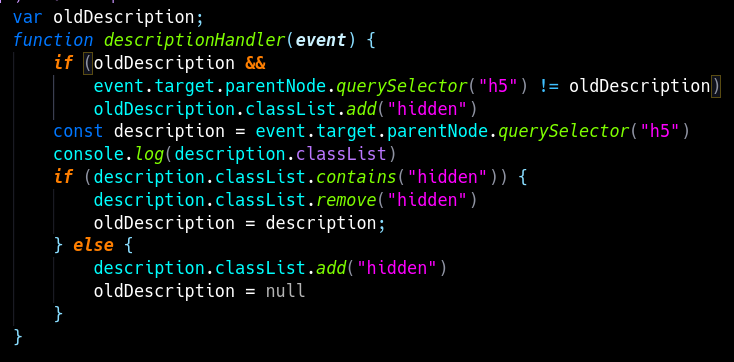 var oldDescription;
function descriptionHandler(event) {
    if (oldDescription &&
        event.target.parentNode.querySelector("h5") != oldDescription)
        oldDescription.classList.add("hidden")
    const description = event.target.parentNode.querySelector("h5")
    console.log(description.classList)
    if (description.classList.contains("hidden")) {
        description.classList.remove("hidden")
        oldDescription = description;
    } else {
        description.classList.add("hidden")
        oldDescription = null
    }
}